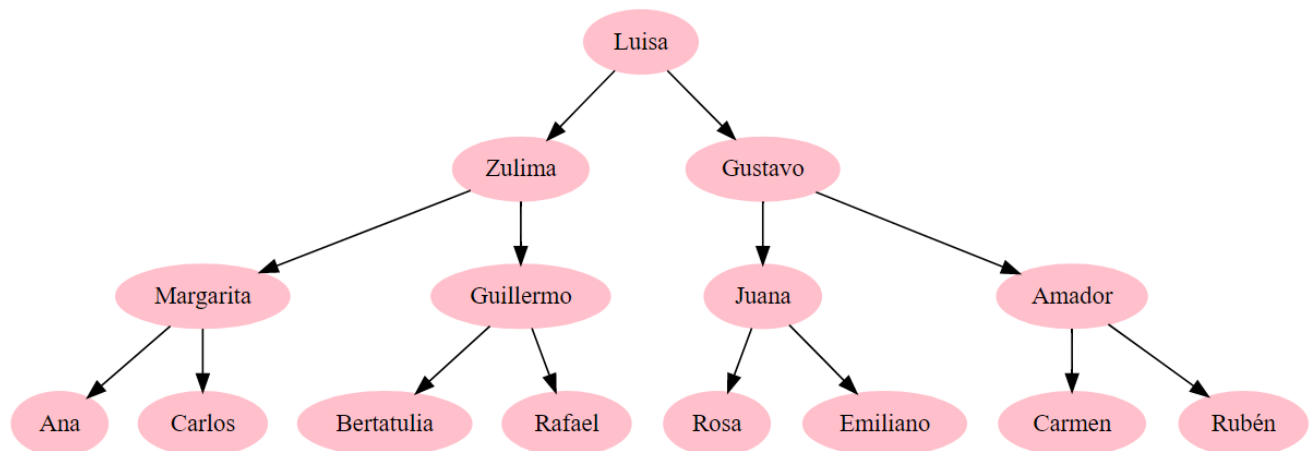 Luisa
Zulima Gustavo
Margarita Guillermo Juana Amador
Ana Carlos Bertatulia Rafael Rosa Emiliano Carmen Rubén